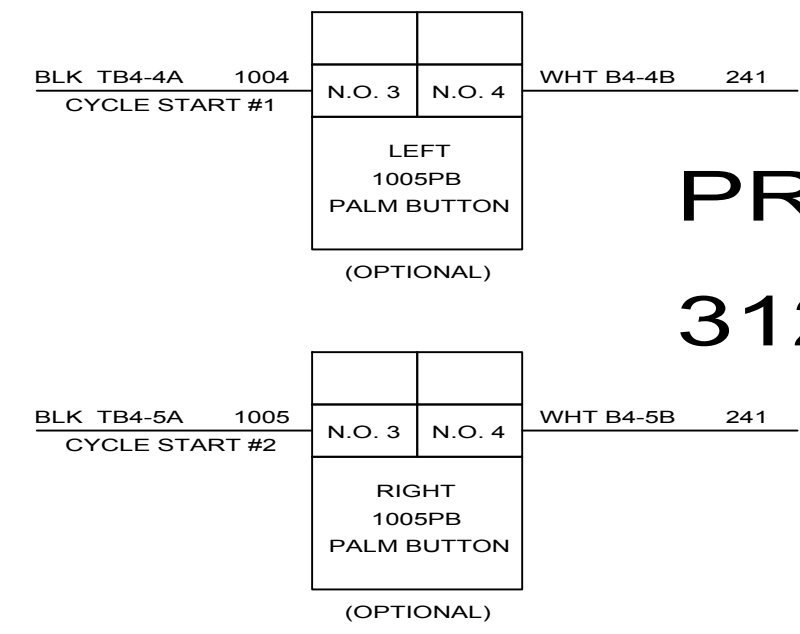 BLK TB4-4A 1004
CYCLE START #1
N.O. 3 N.O. 4
WHT B4-4B 241
LEFT
1005PB
PALM BUTTON
(OPTIONAL)
PR
312
BLK TB4-5A 1005
CYCLE START #2
N.O. 3 N.O. 4
WHT B4-5B 241
RIGHT
1005PB
PALM BUTTON
(OPTIONAL)